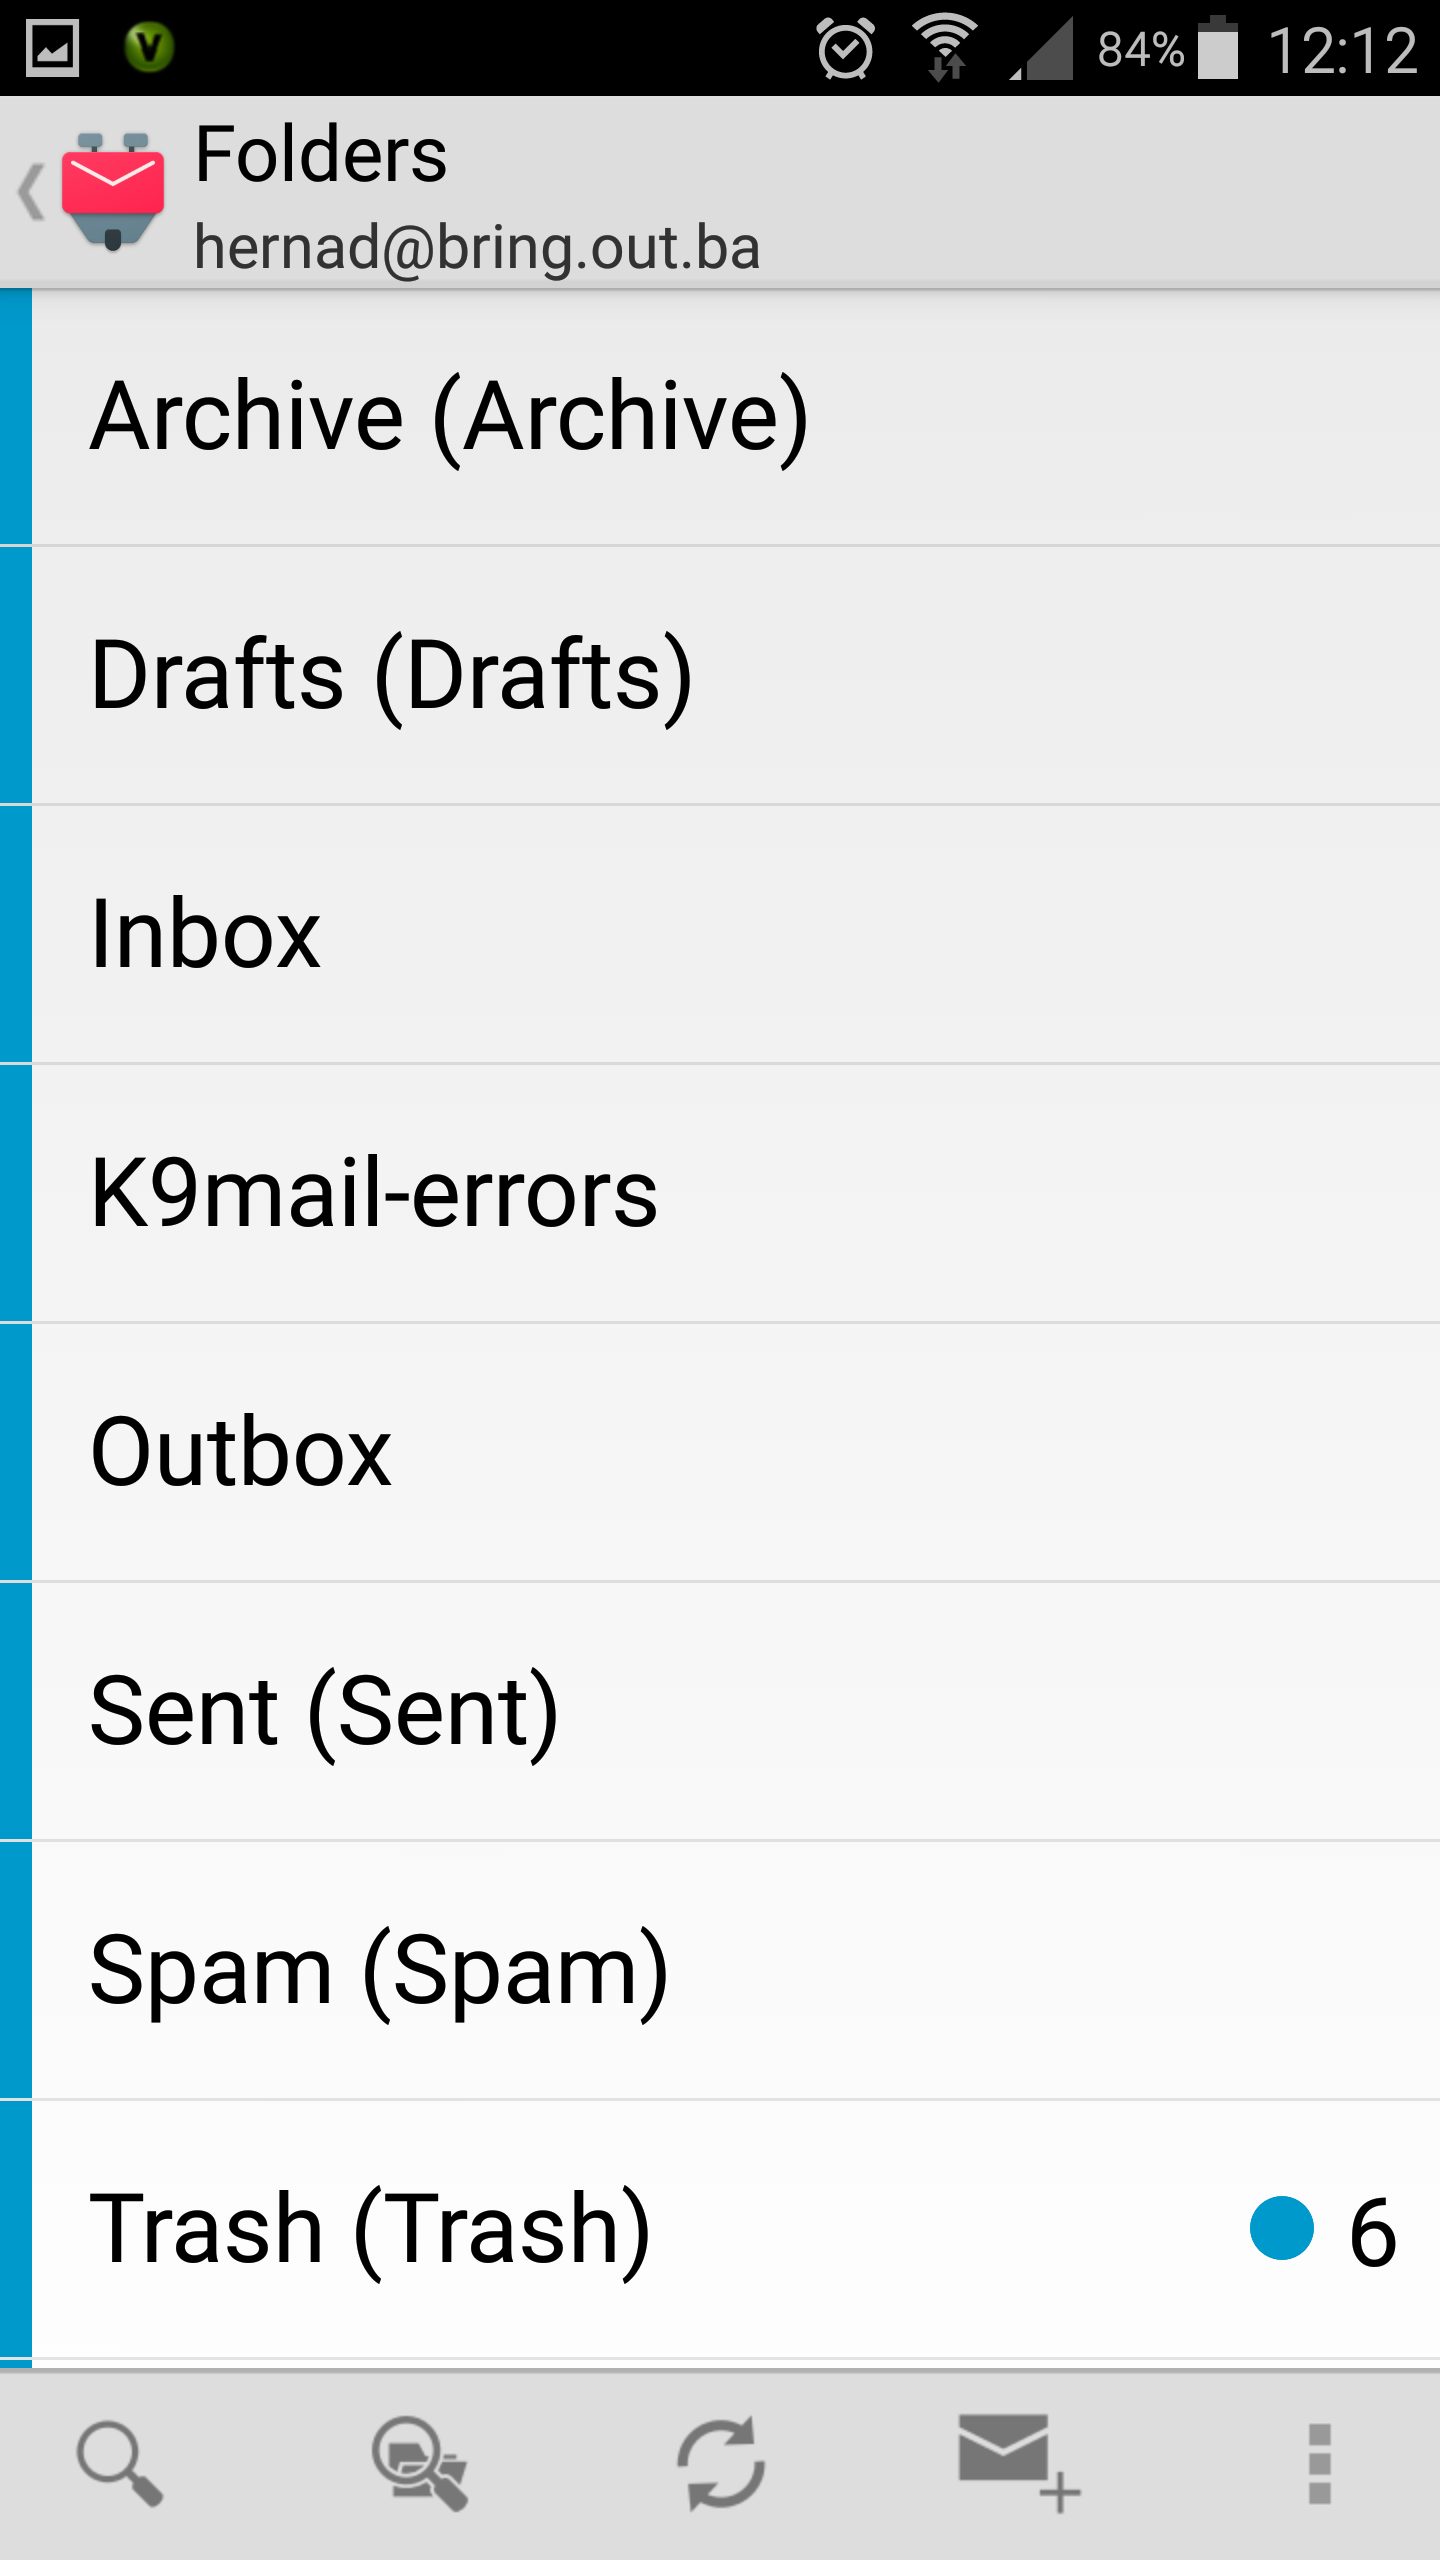 84% 12:12
Folders
hernad@bring.out.ba
Archive (Archive)
Drafts (Drafts)
Inbox
K9mail-errors
Outbox
Sent (Sent)
Spam (Spam)
Trash (Trash) 6